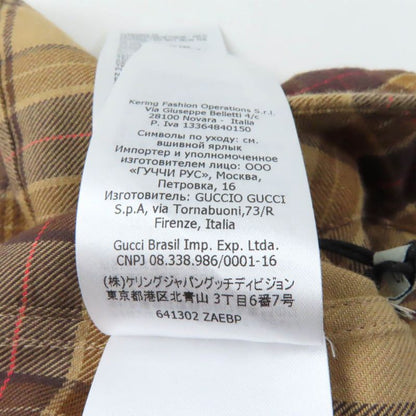 Kering Fashion Operations S.r.l.
Via Giuseppe Belletti 4/c
28100 Novara - Italia
P. Iva 13364840150
Символы по уходу: см.
вшивной ярлык
Импортер и уполномоченное
изготовителем лицо: ООО
«ГУЧЧИ РУС», Москва,
Петровка, 16
Изготовитель: GUCCIO GUCCI
S.p.A, via Tornabuoni,73/R
Firenze, Italia
Gucci Brasil Imp. Exp. Ltda.
CNPJ 08.338.986/0001-16
(株)ケリングジャパングッチディビジョン
東京都港区北青山 3丁目6番7号
641302 ZAEBP